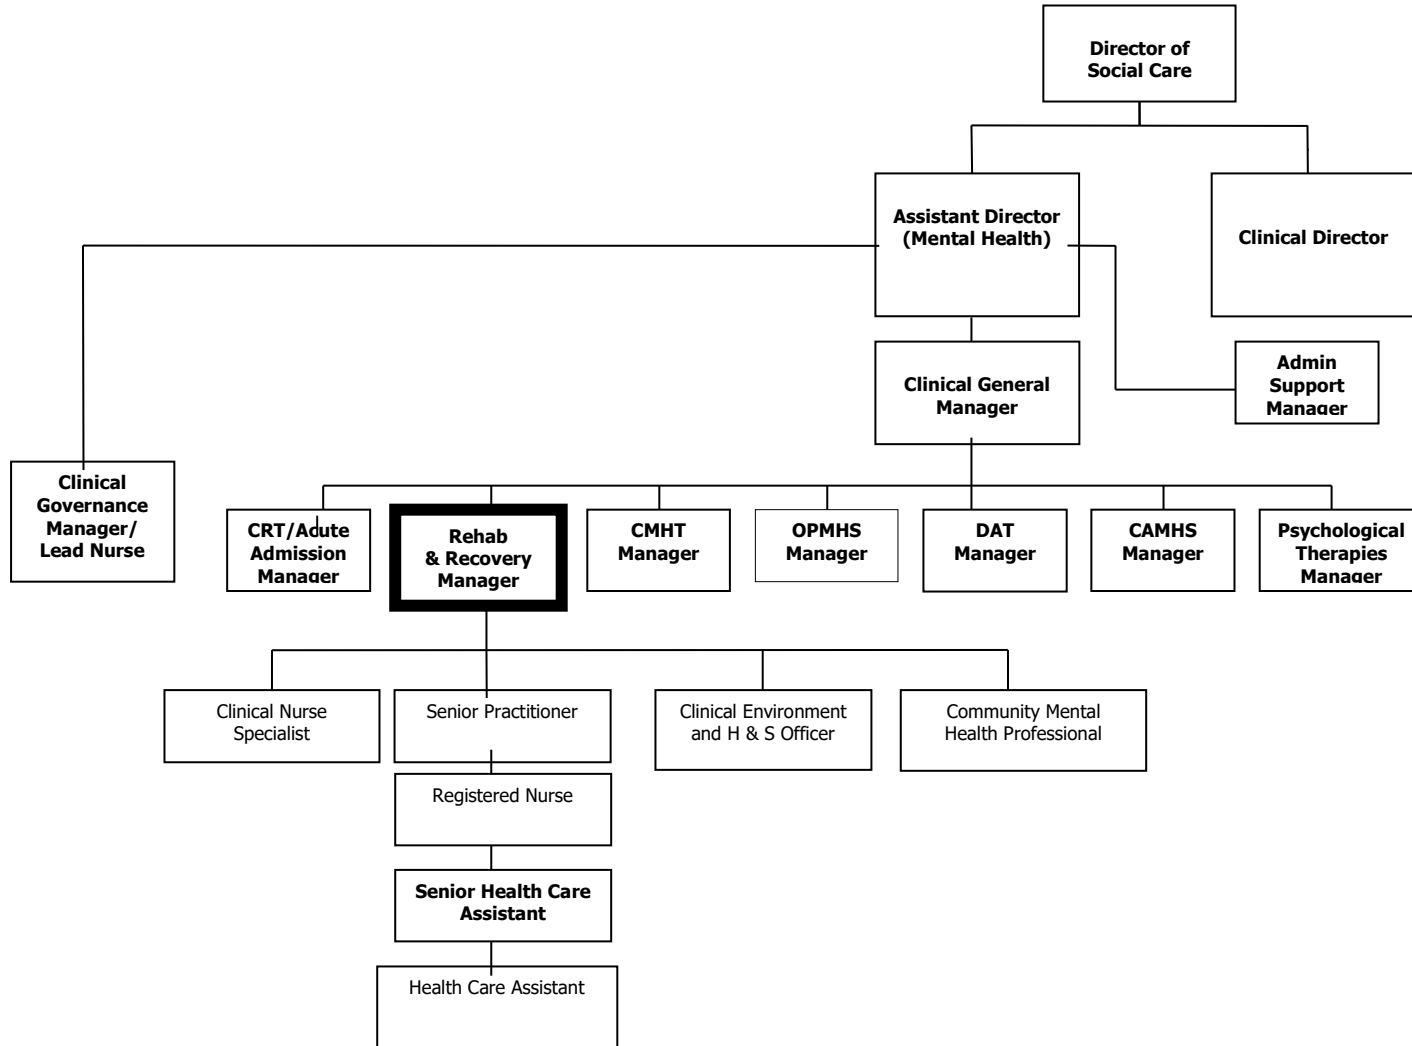 Director of
Social Care
Assistant Director
(Mental Health)
Clinical Director
Clinical General
Manager
Admin
Support
Manager
Clinical
Governance
Manager/
Lead Nurse
CRT/Acute
Admission
Manager
Rehab
& Recovery
Manager
CMHT
Manager
OPMHS
Manager
DAT
Manager
CAMHS
Manager
Psychological
Therapies
Manager
Clinical Nurse
Specialist
Senior Practitioner
Clinical Environment
and H & S Officer
Community Mental
Health Professional
Registered Nurse
Senior Health Care
Assistant
Health Care Assistant